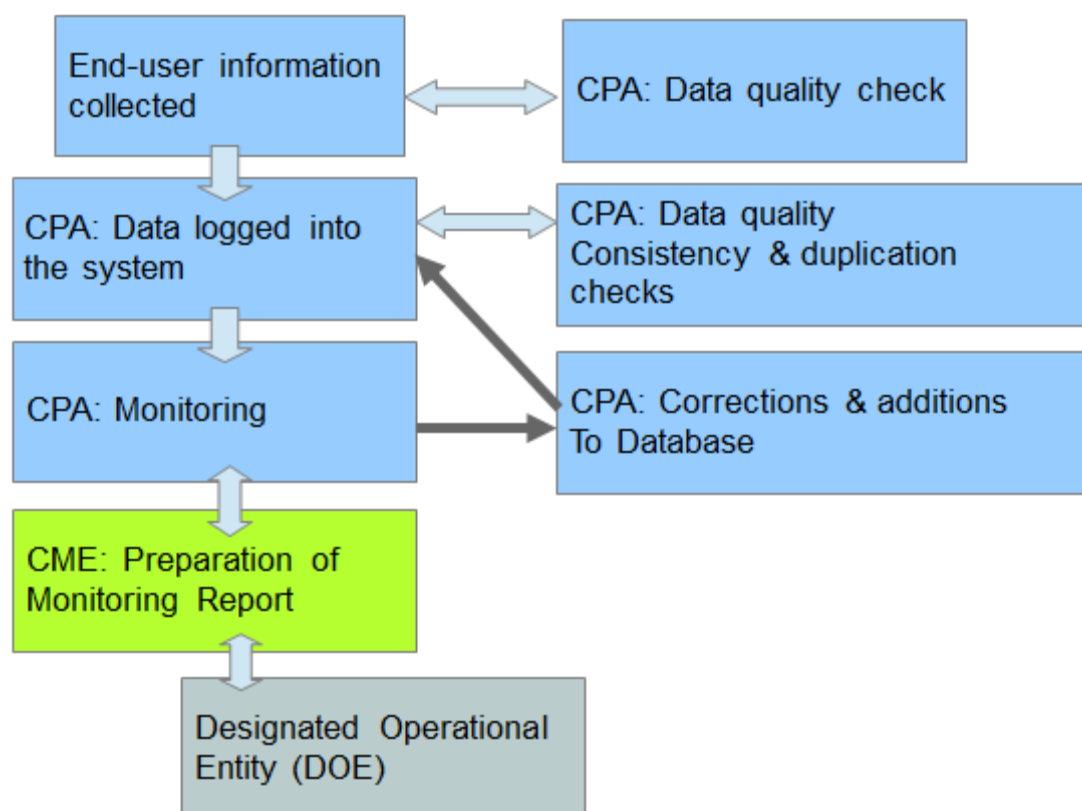 End-user information
collected
CPA: Data quality check
CPA: Data logged into
the system
CPA: Data quality
Consistency & duplication
checks
CPA: Monitoring
CPA: Corrections & additions
To Database
CME: Preparation of
Monitoring Report
Designated Operational
Entity (DOE)